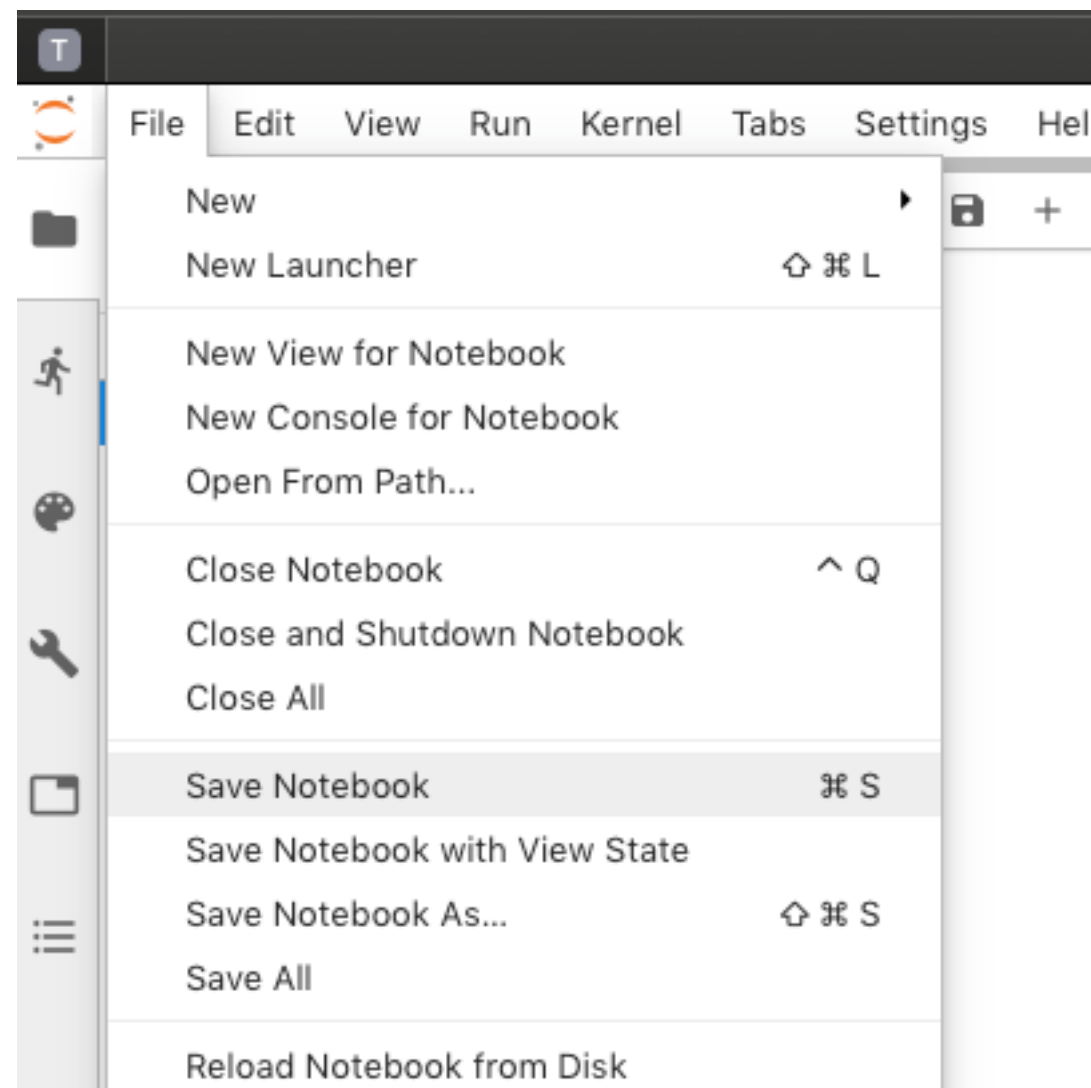 T
File Edit View Run Kernel Tabs Settings Hel
New
New Launcher ⇧ ⌘ L
New View for Notebook
New Console for Notebook
Open From Path...
Close Notebook ^ Q
Close and Shutdown Notebook
Close All
Save Notebook ⌘ S
Save Notebook with View State
Save Notebook As... ⇧ ⌘ S
Save All
Reload Notebook from Disk